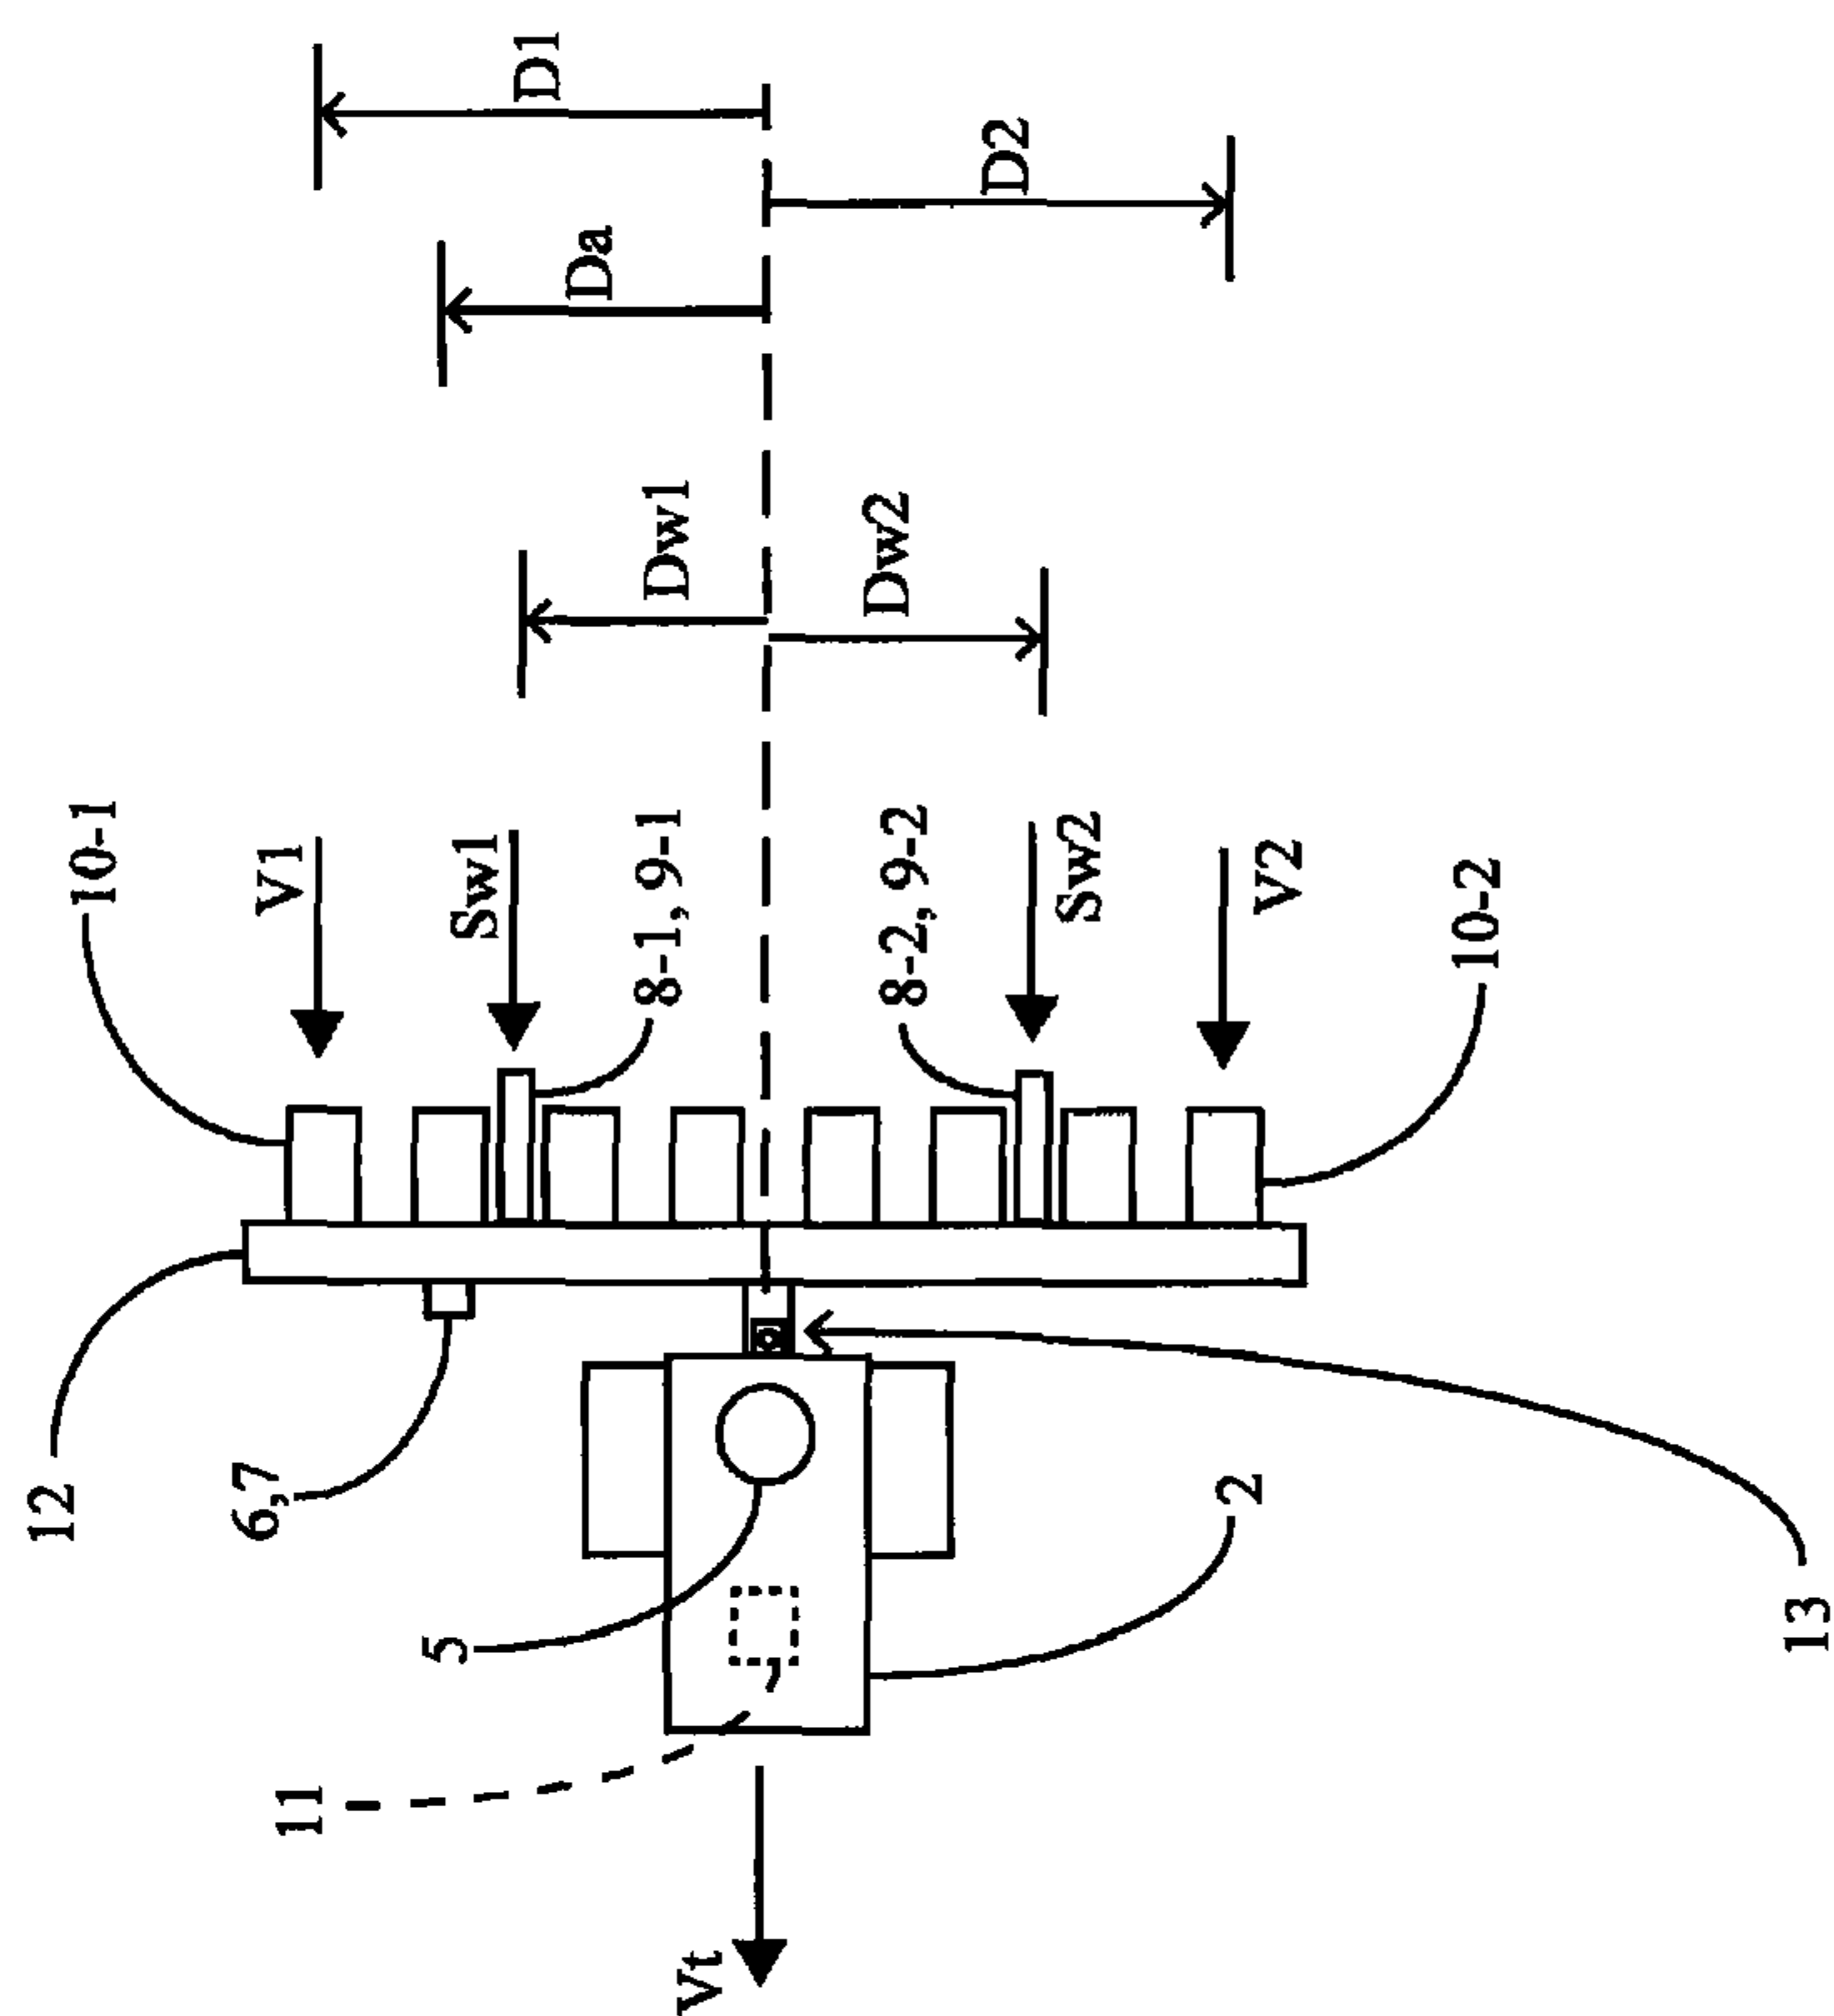 D1
D2
Da
Dw1
Dw2
10-1
V1
Sw1
8-1, 9-1
8-2, 9-2
Sw2
V2
10-2
12
6,7
5
2
13
11
Vt